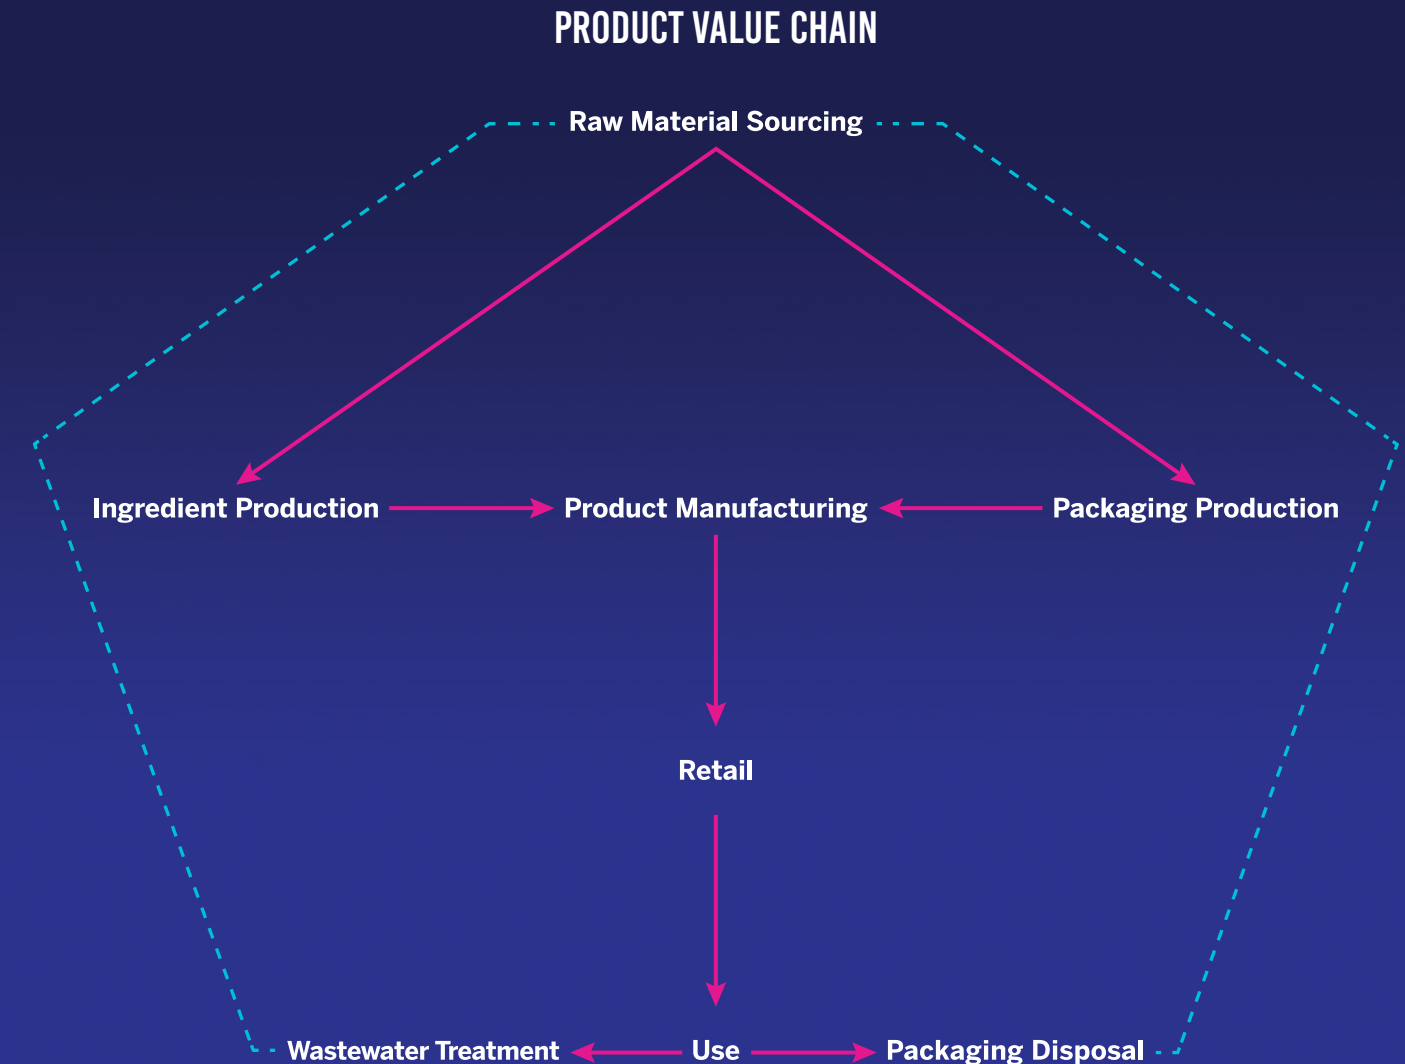 PRODUCT VALUE CHAIN
Raw Material Sourcing
Ingredient Production
Product Manufacturing
Packaging Production
Retail
Wastewater Treatment
Use
Packaging Disposal